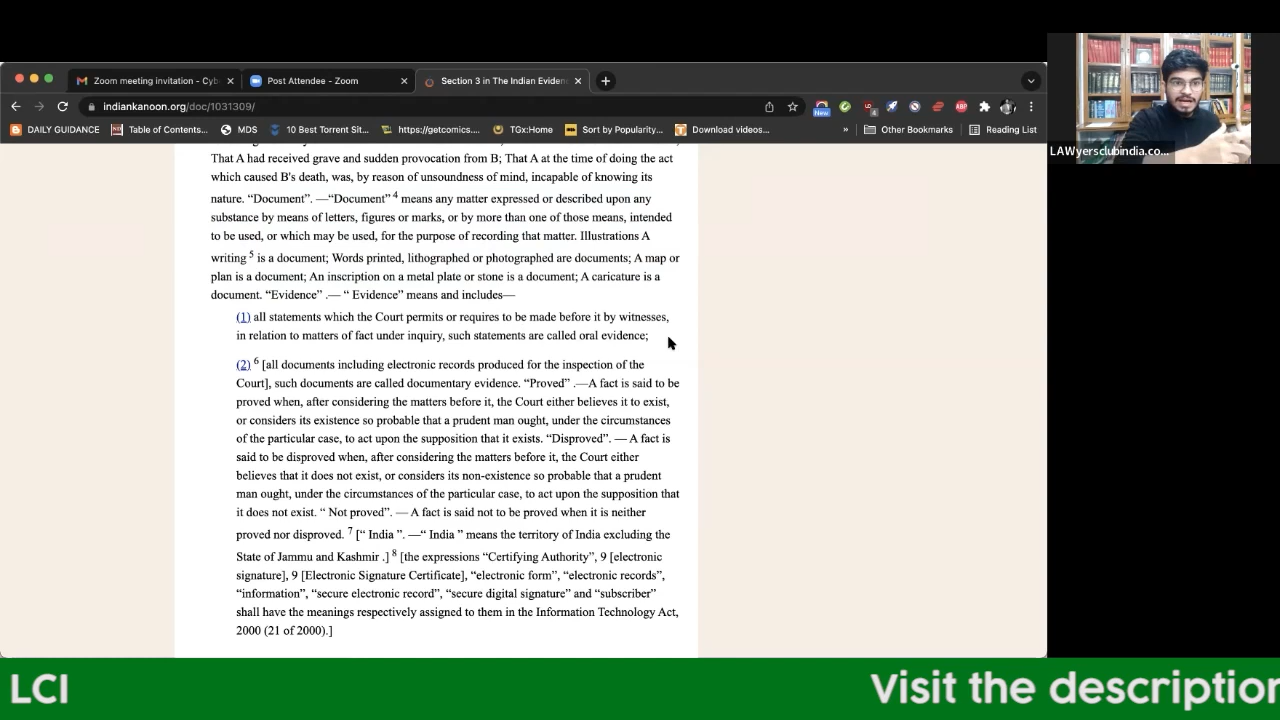 Zoom meeting invitation - Cyb
Post Attendee - Zoom
Section 3 in The Indian Eviden
indiankanoon.org/doc/1031309/
New
4
ABP
DAILY GUIDANCE
Table of Contents...
MDS
10 Best Torrent Sit...
https://getcomics....
TGx:Home
Sort by Popularity...
Download videos...
»
Other Bookmarks
Reading List
LAWyersclubindia.co...
That A had received grave and sudden provocation from B; That A at the time of doing the act
which caused B's death, was, by reason of unsoundness of mind, incapable of knowing its
nature. “Document”. —“Document” 4 means any matter expressed or described upon any
substance by means of letters, figures or marks, or by more than one of those means, intended
to be used, or which may be used, for the purpose of recording that matter. Illustrations A
writing 5 is a document; Words printed, lithographed or photographed are documents; A map or
plan is a document; An inscription on a metal plate or stone is a document; A caricature is a
document. “Evidence” .— “ Evidence” means and includes—
(1) all statements which the Court permits or requires to be made before it by witnesses,
in relation to matters of fact under inquiry, such statements are called oral evidence;
(2) 6 [all documents including electronic records produced for the inspection of the
Court], such documents are called documentary evidence. “Proved” .—A fact is said to be
proved when, after considering the matters before it, the Court either believes it to exist,
or considers its existence so probable that a prudent man ought, under the circumstances
of the particular case, to act upon the supposition that it exists. “Disproved”. — A fact is
said to be disproved when, after considering the matters before it, the Court either
believes that it does not exist, or considers its non-existence so probable that a prudent
man ought, under the circumstances of the particular case, to act upon the supposition that
it does not exist. “ Not proved”. — A fact is said not to be proved when it is neither
proved nor disproved. 7 [“ India ”. —“ India ” means the territory of India excluding the
State of Jammu and Kashmir .] 8 [the expressions “Certifying Authority”, 9 [electronic
signature], 9 [Electronic Signature Certificate], “electronic form”, “electronic records”,
“information”, “secure electronic record”, “secure digital signature” and “subscriber”
shall have the meanings respectively assigned to them in the Information Technology Act,
2000 (21 of 2000).]
LCI
Visit the description